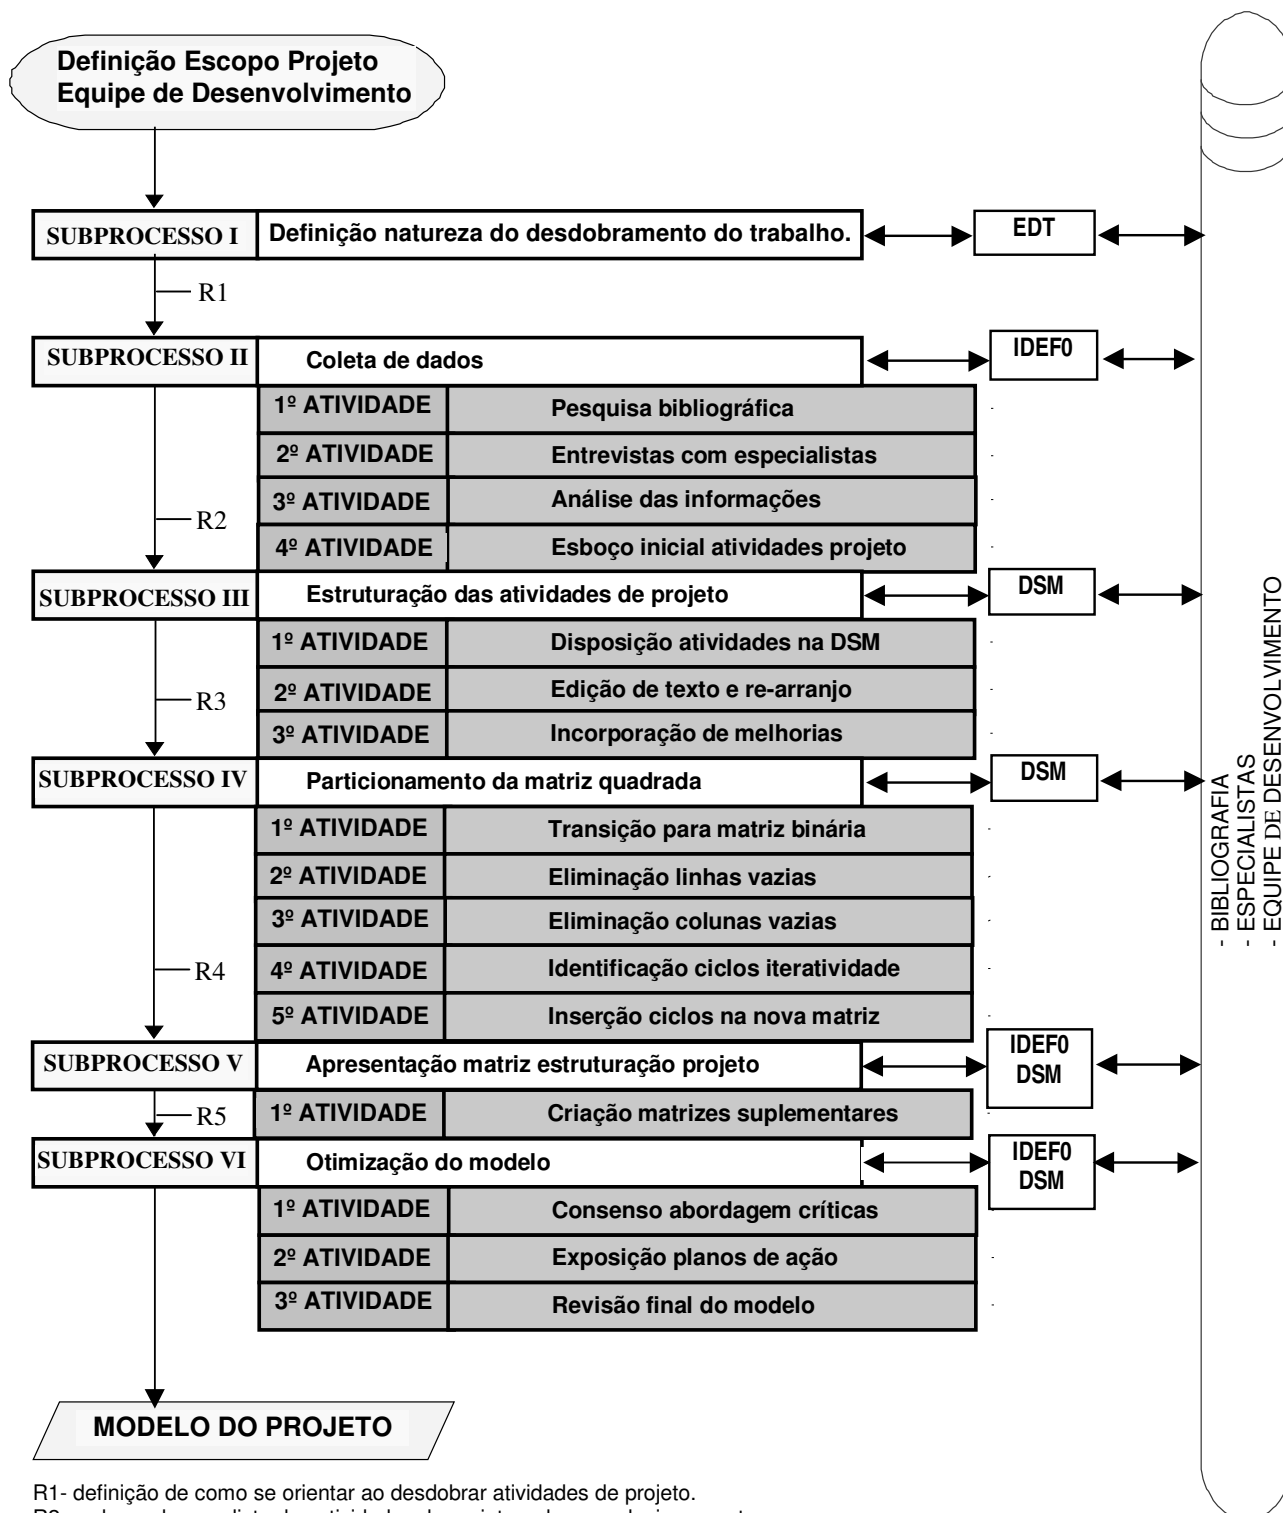 Definição Escopo Projeto
Equipe de Desenvolvimento
SUBPROCESSO I
Definição natureza do desdobramento do trabalho.
EDT
R1
SUBPROCESSO II
Coleta de dados
IDEF0
1º ATIVIDADE
Pesquisa bibliográfica
2º ATIVIDADE
Entrevistas com especialistas
3º ATIVIDADE
Análise das informações
R2
4º ATIVIDADE
Esboço inicial atividades projeto
SUBPROCESSO III
Estruturação das atividades de projeto
DSM
1º ATIVIDADE
Disposição atividades na DSM
2º ATIVIDADE
Edição de texto e re-arranjo
R3
3º ATIVIDADE
Incorporação de melhorias
SUBPROCESSO IV
Particionamento da matriz quadrada
DSM
1º ATIVIDADE
Transição para matriz binária
2º ATIVIDADE
Eliminação linhas vazias
3º ATIVIDADE
Eliminação colunas vazias
R4
4º ATIVIDADE
Identificação ciclos iteratividade
5º ATIVIDADE
Inserção ciclos na nova matriz
SUBPROCESSO V
Apresentação matriz estruturação projeto
IDEF0
DSM
R5
1º ATIVIDADE
Criação matrizes suplementares
SUBPROCESSO VI
Otimização do modelo
IDEF0
DSM
1º ATIVIDADE
Consenso abordagem críticas
2º ATIVIDADE
Exposição planos de ação
3º ATIVIDADE
Revisão final do modelo
MODELO DO PROJETO
- BIBLIOGRAFIA
- ESPECIALISTAS
- EQUIPE DE DESENVOLVIMENTO
R1- definição de como se orientar ao desdobrar atividades de projeto.